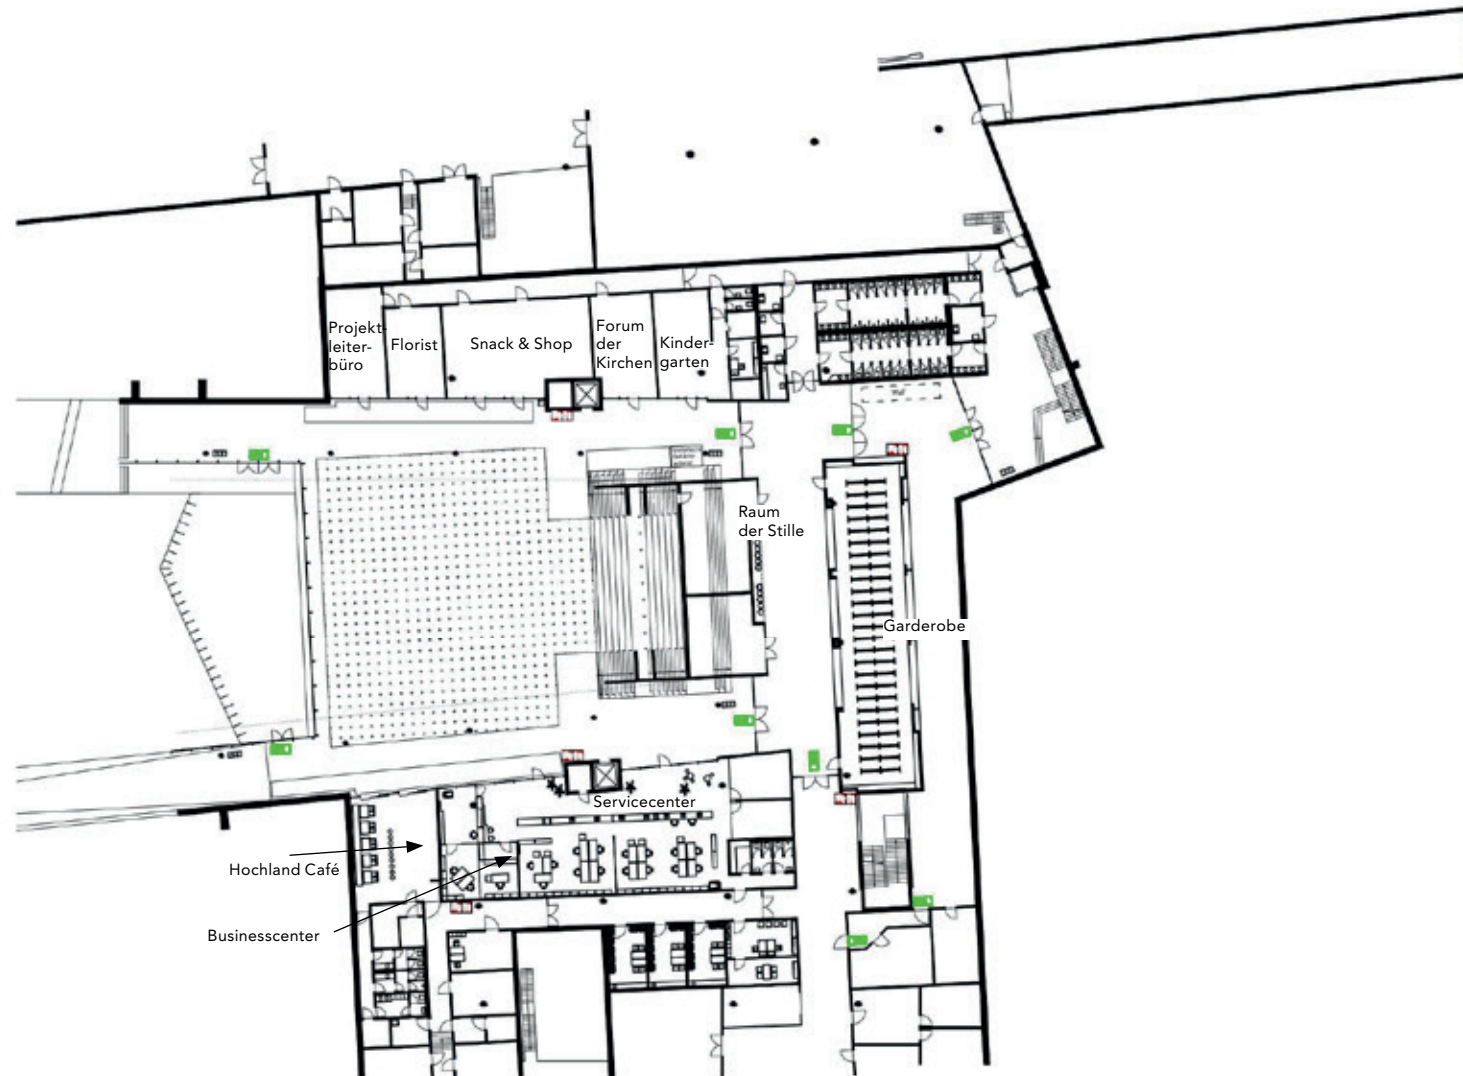 Projekt-
leiter-
büro
Florist
Snack & Shop
Forum
der
Kirchen
Kinder-
garten
Raum
der Stille
Garderobe
Servicecenter
Hochland Café
Businesscenter